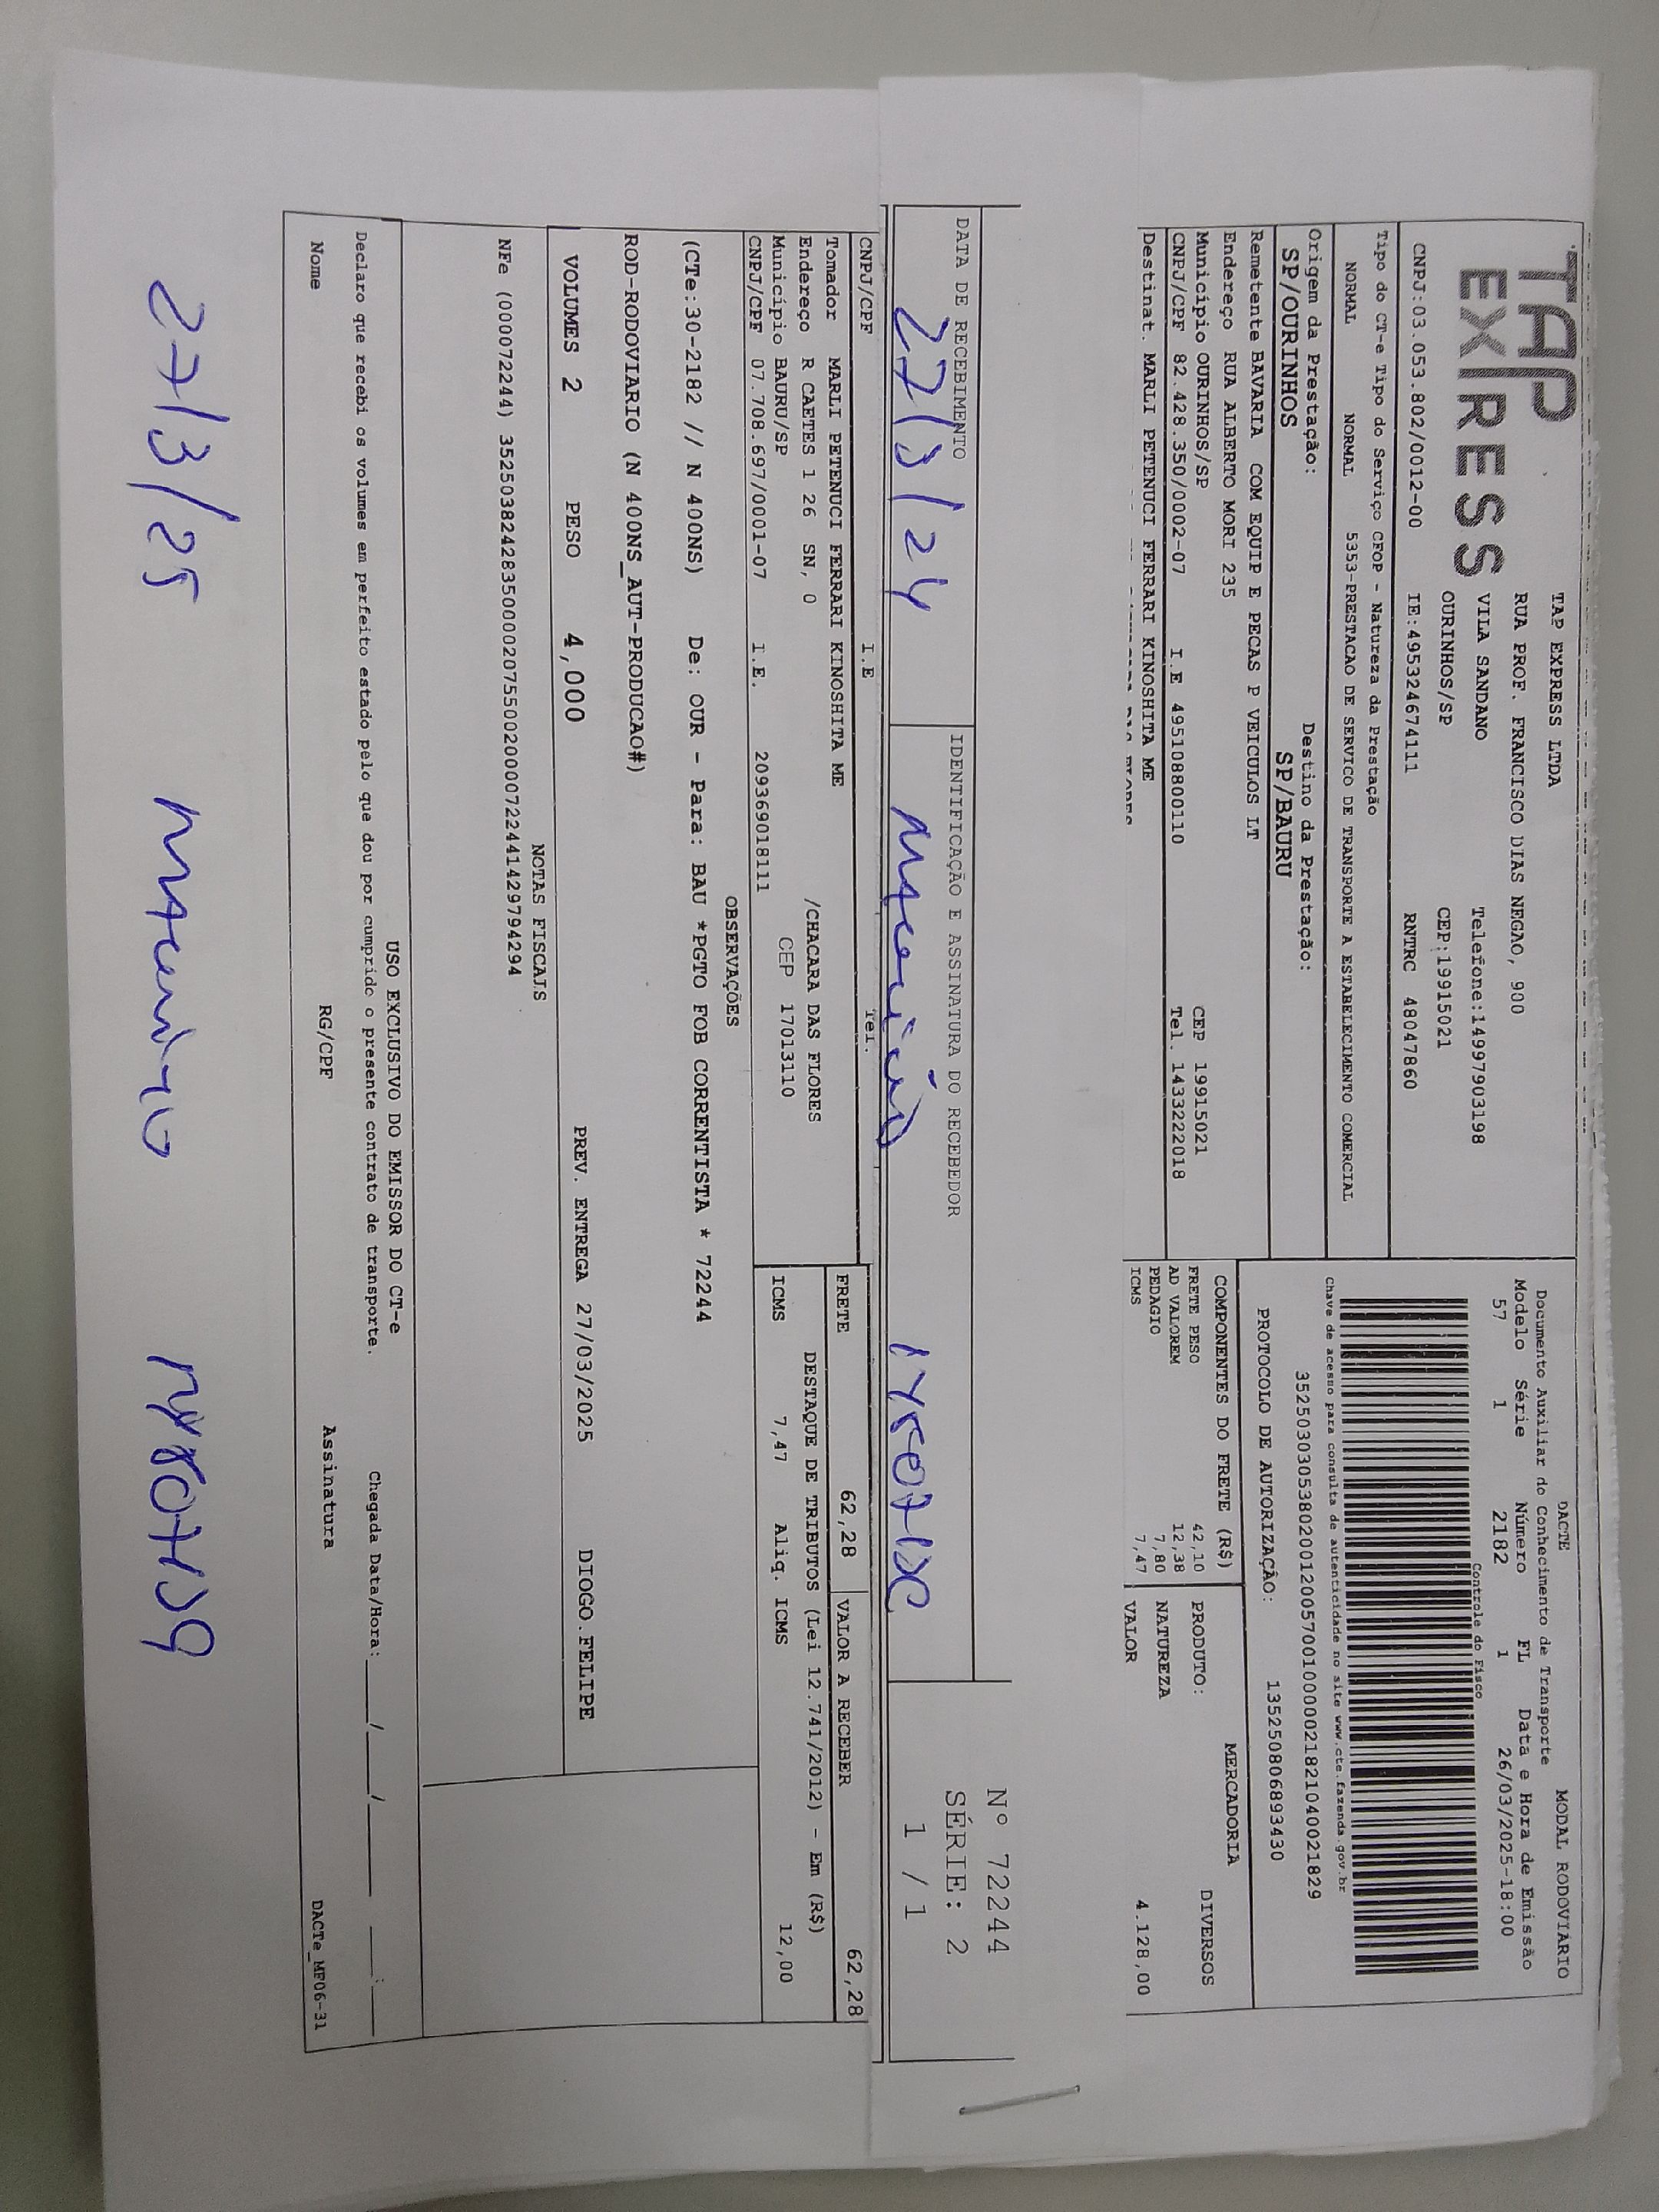 TAP
EXPRESS
TAP EXPRESS LTDA
RUA PROF. FRANCISCO DIAS NEGAO, 900
VILA SANDANO Telefone:14997903198
OURINHOS/SP CEP:19915021
CNPJ:03.053.802/0012-00 IE:495324674111 RNTRC 48047860
DACTE MODAL RODOVIÁRIO
Documento Auxiliar do Conhecimento de Transporte
Modelo Série Número FL Data e Hora de Emissão
57 1 2182 1 26/03/2025-18:00
Controle do Fisco
Chave de acesso para consulta de autenticidade no site www.cte.fazenda.gov.br
35250303053802001200570010000021821040021829
PROTOCOLO DE AUTORIZAÇÃO: 135250806893430
Tipo do CT-e Tipo do Serviço CFOP - Natureza da Prestação
NORMAL NORMAL 5353-PRESTACAO DE SERVICO DE TRANSPORTE A ESTABELECIMENTO COMERCIAL
Origem da Prestação: Destino da Prestação:
SP/OURINHOS SP/BAURU
Remetente BAVARIA COM EQUIP E PECAS P VEICULOS LT
Endereço RUA ALBERTO MORI 235
Município OURINHOS/SP CEP 19915021
CNPJ/CPF 82.428.350/0002-07 I.E 495108800110 Tel. 1433222018
Destinat. MARLI PETENUCI FERRARI KINOSHITA ME
COMPONENTES DO FRETE (R$)
FRETE PESO 42,10
AD VALOREM 12,38
PEDAGIO 7,80
ICMS 7,47
MERCADORIA
PRODUTO: DIVERSOS
NATUREZA
VALOR 4.128,00
DATA DE RECEBIMENTO IDENTIFICAÇÃO E ASSINATURA DO RECEBEDOR
27/3/24
Nº 72244
SÉRIE: 2
1 / 1
CNPJ/CPF I.E Tel.
Tomador MARLI PETENUCI FERRARI KINOSHITA ME
Endereço R CAETES 1 26 SN, 0 /CHACARA DAS FLORES
Município BAURU/SP CEP 17013110
CNPJ/CPF 07.708.697/0001-07 I.E. 209369018111
FRETE 62,28 VALOR A RECEBER 62,28
DESTAQUE DE TRIBUTOS (Lei 12.741/2012) - Em (R$)
ICMS 7,47 Aliq. ICMS 12,00
OBSERVAÇÕES
(CTe:30-2182 // N 400NS) De: OUR - Para: BAU *PGTO FOB CORRENTISTA * 72244
ROD-RODOVIARIO (N 400NS_AUT-PRODUCAO#)
VOLUMES 2 PESO 4,000 PREV. ENTREGA 27/03/2025 DIOGO.FELIPE
NOTAS FISCAIS
NFe (000072244) 35250382428350000207550020000722441429794294
USO EXCLUSIVO DO EMISSOR DO CT-e
Declaro que recebi os volumes em perfeito estado pelo que dou por cumprido o presente contrato de transporte. Chegada Data/Hora:____/____/____ ___:___
Nome RG/CPF Assinatura DACTe_MF06-31
27/3/25